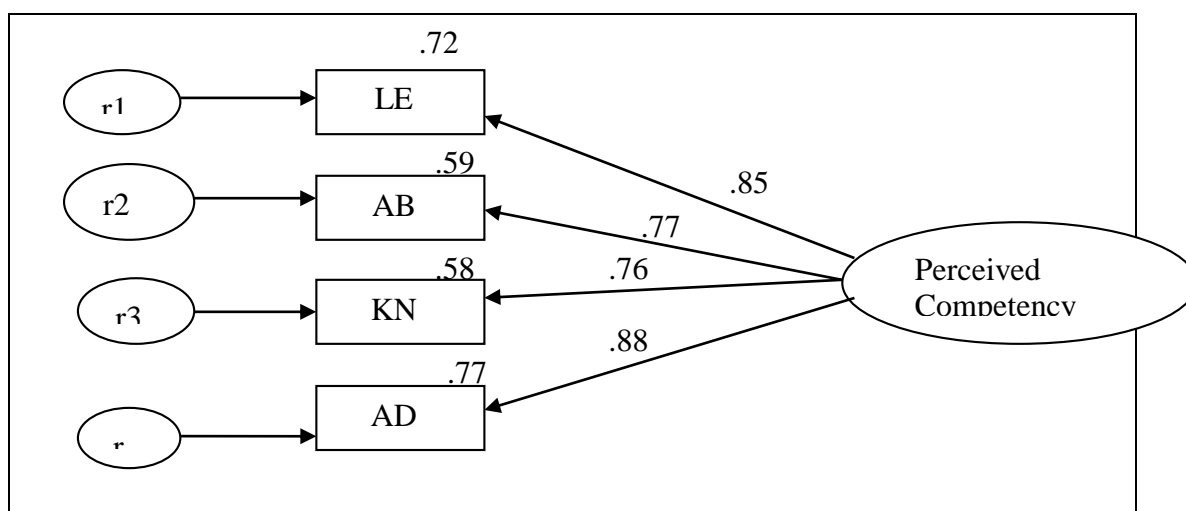 .72
r1
LE
.59
.85
r2
AB
.77
.58
.76
Perceived
Competency
r3
KN
.88
.77
AD
r